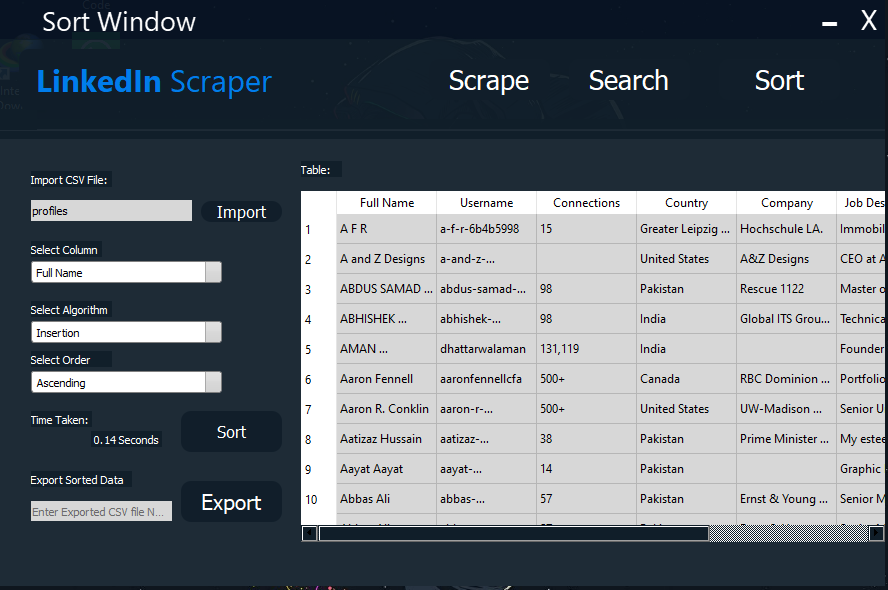 Sort Window
X
LinkedIn Scraper
Scrape
Search
Sort
Import CSV File:
profiles
Import
Select Column
Full Name
Select Algorithm
Insertion
Select Order
Ascending
Time Taken:
0.14 Seconds
Sort
Export Sorted Data
Enter Exported CSV file N...
Export
Table:
Full Name Username Connections Country Company Job Des
1 A F R a-f-r-6b4b5998 15 Greater Leipzig ... Hochschule LA. Immobil
2 A and Z Designs a-and-z-... United States A&Z Designs CEO at A
3 ABDUS SAMAD ... abdus-samad-... 98 Pakistan Rescue 1122 Master o
4 ABHISHEK ... abhishek-... 98 India Global ITS Grou... Technica
5 AMAN ... dhattarwalaman 131,119 India Founder
6 Aaron Fennell aaronfennellcfa 500+ Canada RBC Dominion ... Portfolio
7 Aaron R. Conklin aaron-r-... 500+ United States UW-Madison ... Senior U
8 Aatizaz Hussain aatizaz-... 38 Pakistan Prime Minister ... My estee
9 Aayat Aayat aayat-... 14 Pakistan Graphic
10 Abbas Ali abbas-... 57 Pakistan Ernst & Young ... Senior M